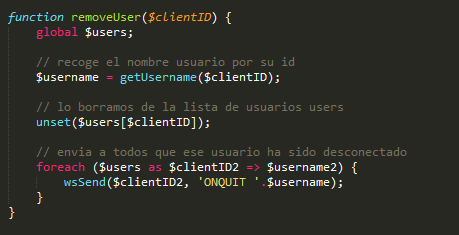 function removeUser($clientID) {
global $users;
// recoge el nombre usuario por su id
$username = getUsername($clientID);
// lo borramos de la lista de usuarios users
unset($users[$clientID]);
// envia a todos que ese usuario ha sido desconectado
foreach ($users as $clientID2 => $username2) {
wsSend($clientID2, 'ONQUIT '.$username);
}
}